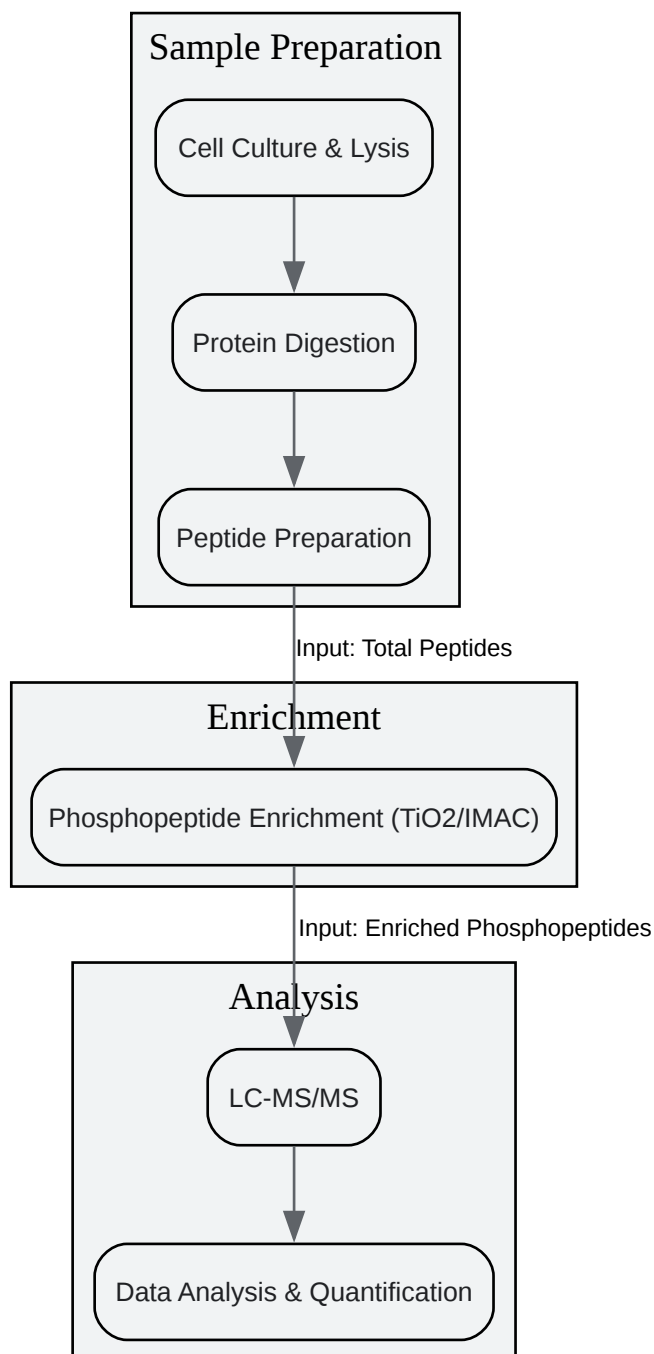 Sample Preparation
Cell Culture & Lysis
Protein Digestion
Peptide Preparation
Input: Total Peptides
Enrichment
Phosphopeptide Enrichment (TiO2/IMAC)
Input: Enriched Phosphopeptides
Analysis
LC-MS/MS
Data Analysis & Quantification